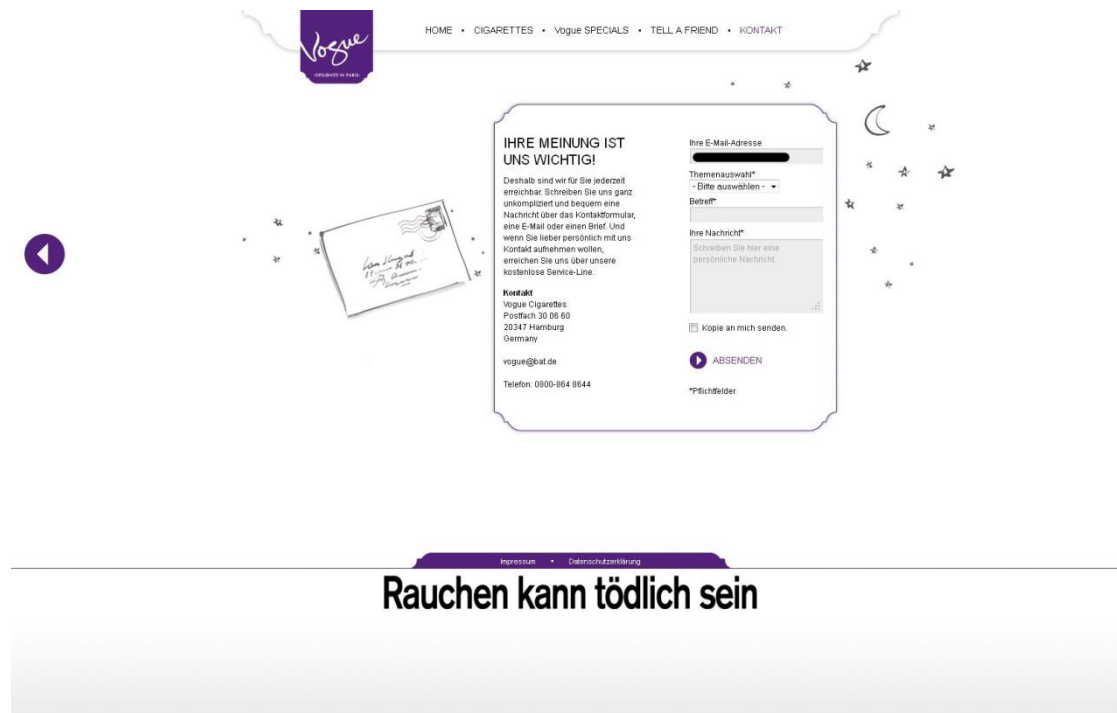 Vogue
·DESIGNED IN PARIS·
HOME • CIGARETTES • Vogue SPECIALS • TELL A FRIEND • KONTAKT
IHRE MEINUNG IST
UNS WICHTIG!
Deshalb sind wir für Sie jederzeit
erreichbar. Schreiben Sie uns ganz
unkompliziert und bequem eine
Nachricht über das Kontaktformular,
eine E-Mail oder einen Brief. Und
wenn Sie lieber persönlich mit uns
Kontakt aufnehmen wollen,
erreichen Sie uns über unsere
kostenlose Service-Line.
Kontakt
Vogue Cigarettes
Postfach 30 06 60
20347 Hamburg
Germany
vogue@bat.de
Telefon: 0800-864 8644
Ihre E-Mail-Adresse
Themenauswahl*
- Bitte auswählen -
Betreff*
Ihre Nachricht*
Schreiben Sie hier eine
persönliche Nachricht.
Kopie an mich senden.
ABSENDEN
*Pflichtfelder
Impressum • Datenschutzerklärung
Rauchen kann tödlich sein